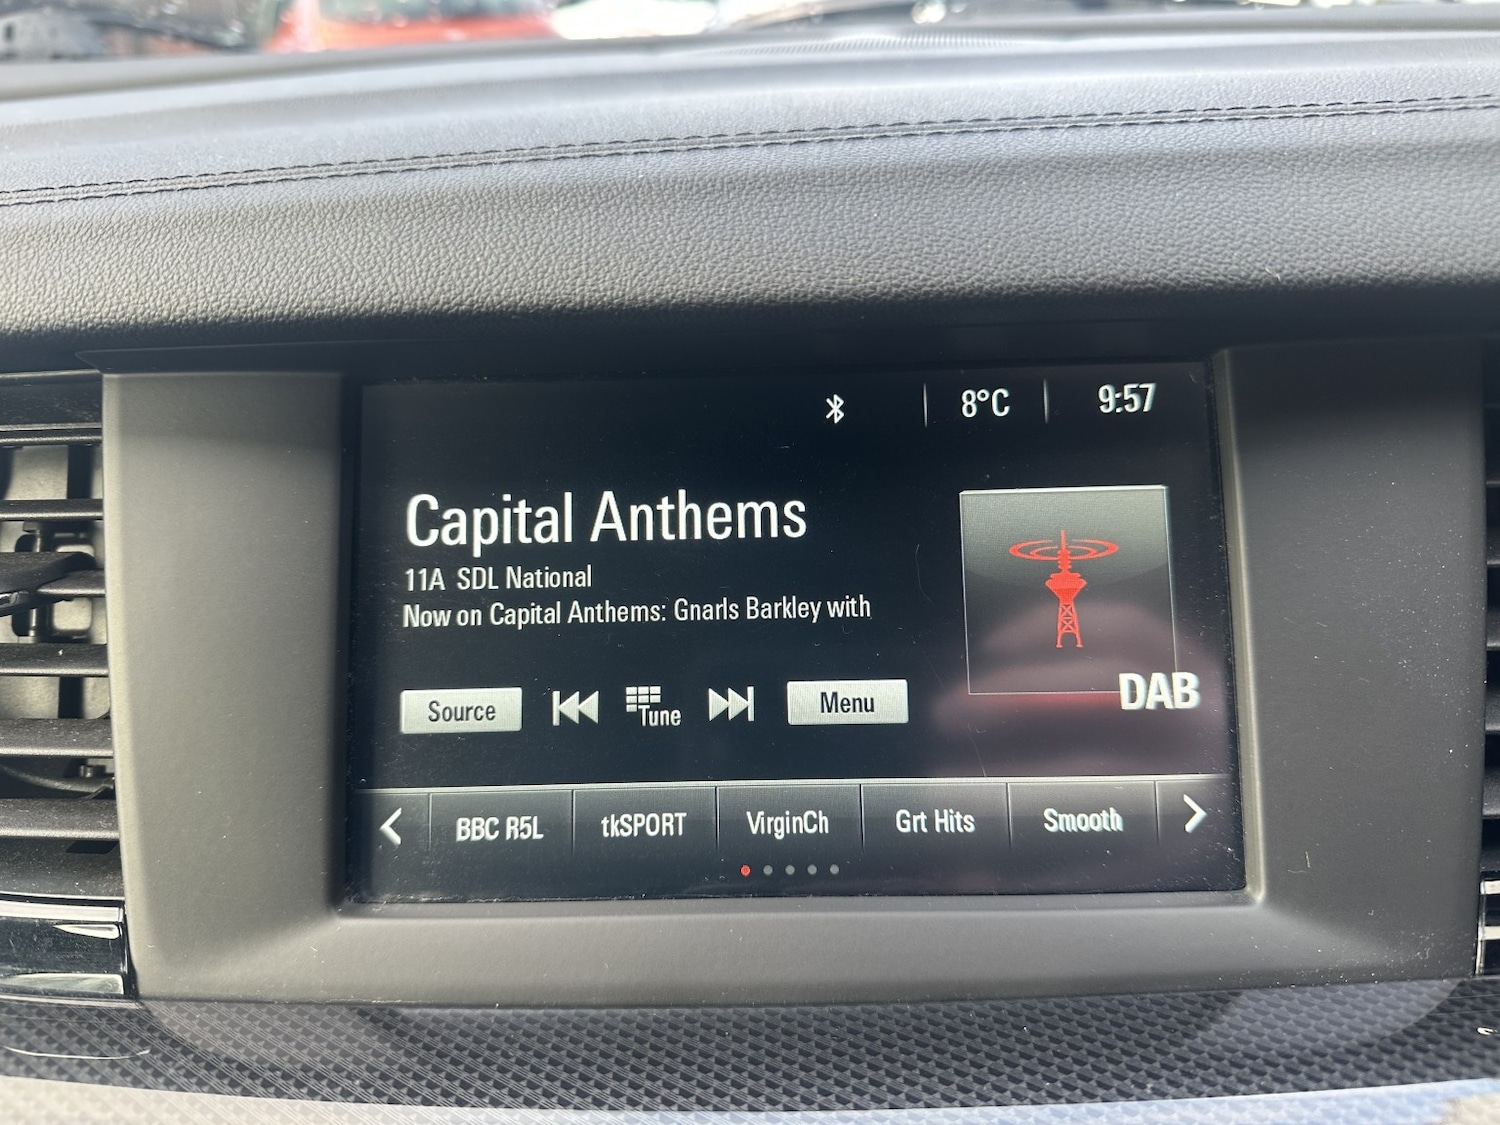 8°C 9:57
Capital Anthems
11A SDL National
Now on Capital Anthems: Gnarls Barkley with
DAB
Source Tune Menu
BBC R5L tkSPORT VirginCh Grt Hits Smooth